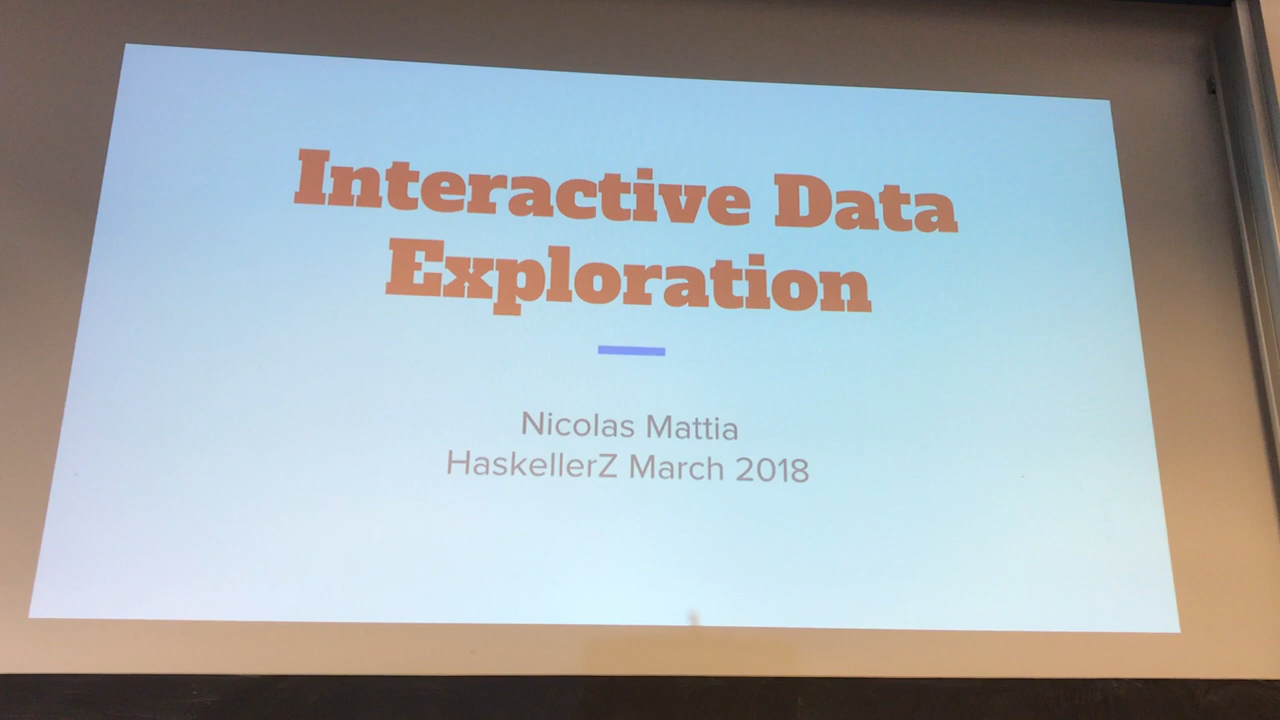 Interactive Data
Exploration
Nicolas Mattia
HaskellerZ March 2018